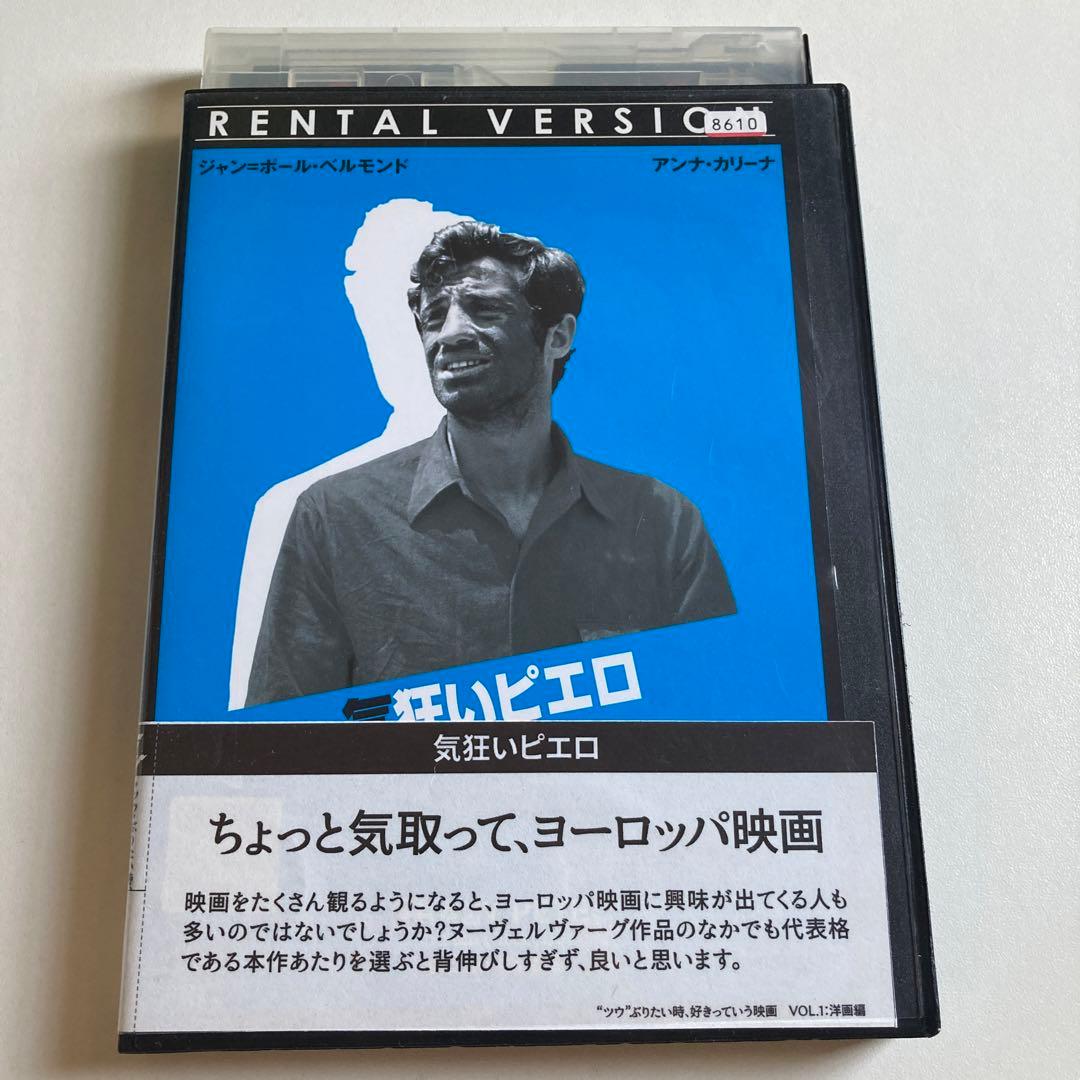 RENTAL VERSION
8610
ジャン=ポール・ベルモンド
アンナ・カリーナ
気狂いピエロ
気狂いピエロ
ちょっと気取って、ヨーロッパ映画
映画をたくさん観るようになると、ヨーロッパ映画に興味が出てくる人も
多いのではないでしょうか?ヌーヴェルヴァーグ作品のなかでも代表格
である本作あたりを選ぶと背伸びしすぎず、良いと思います。
“ツウ”ぶりたい時、好きっていう映画 VOL.1:洋画編